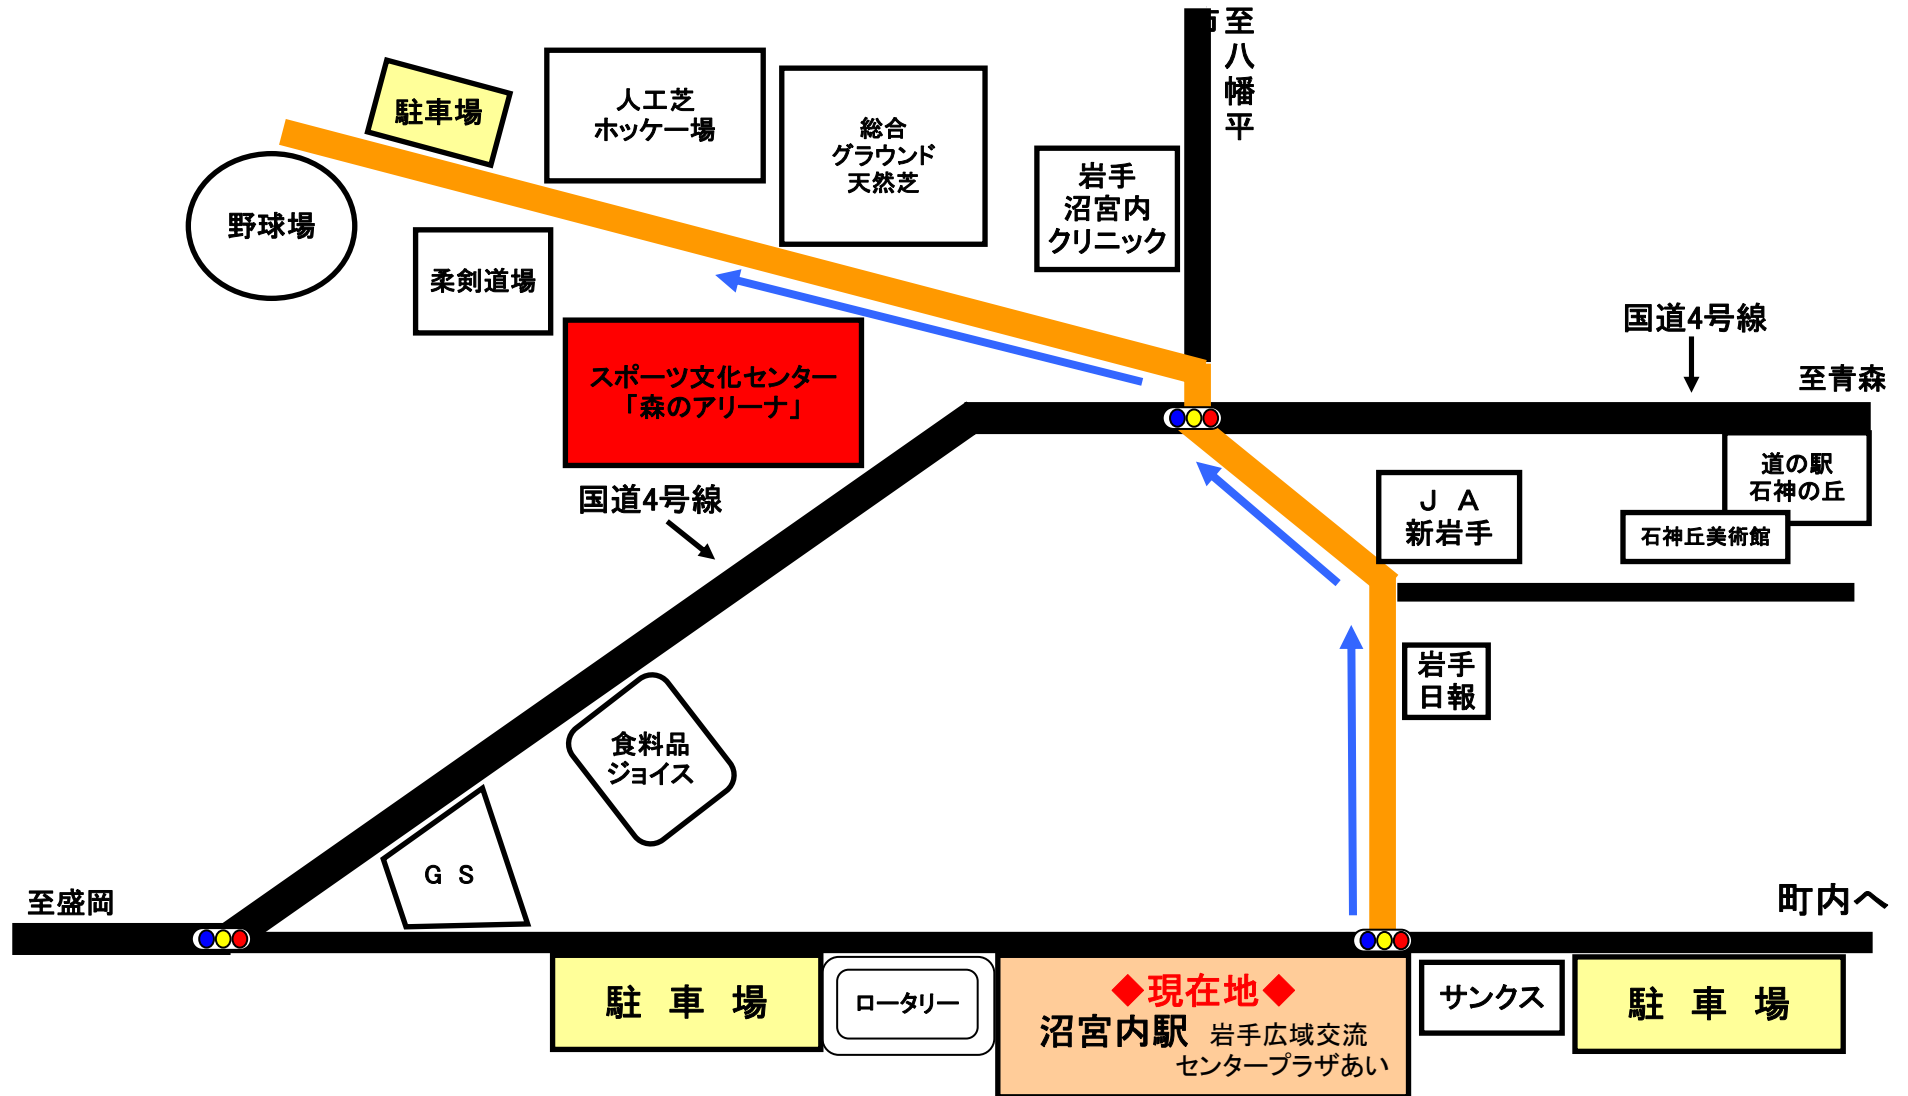 至八幡平
市
駐車場
人工芝
ホッケー場
総合
グラウンド
天然芝
岩手
沼宮内
クリニック
野球場
柔剣道場
国道4号線
至青森
スポーツ文化センター
「森のアリーナ」
国道4号線
ＪＡ
新岩手
道の駅
石神の丘
石神丘美術館
岩手
日報
食料品
ジョイス
ＧＳ
至盛岡
町内へ
駐車場
ロータリー
◆現在地◆
沼宮内駅 岩手広域交流
センタープラザあい
サンクス
駐車場